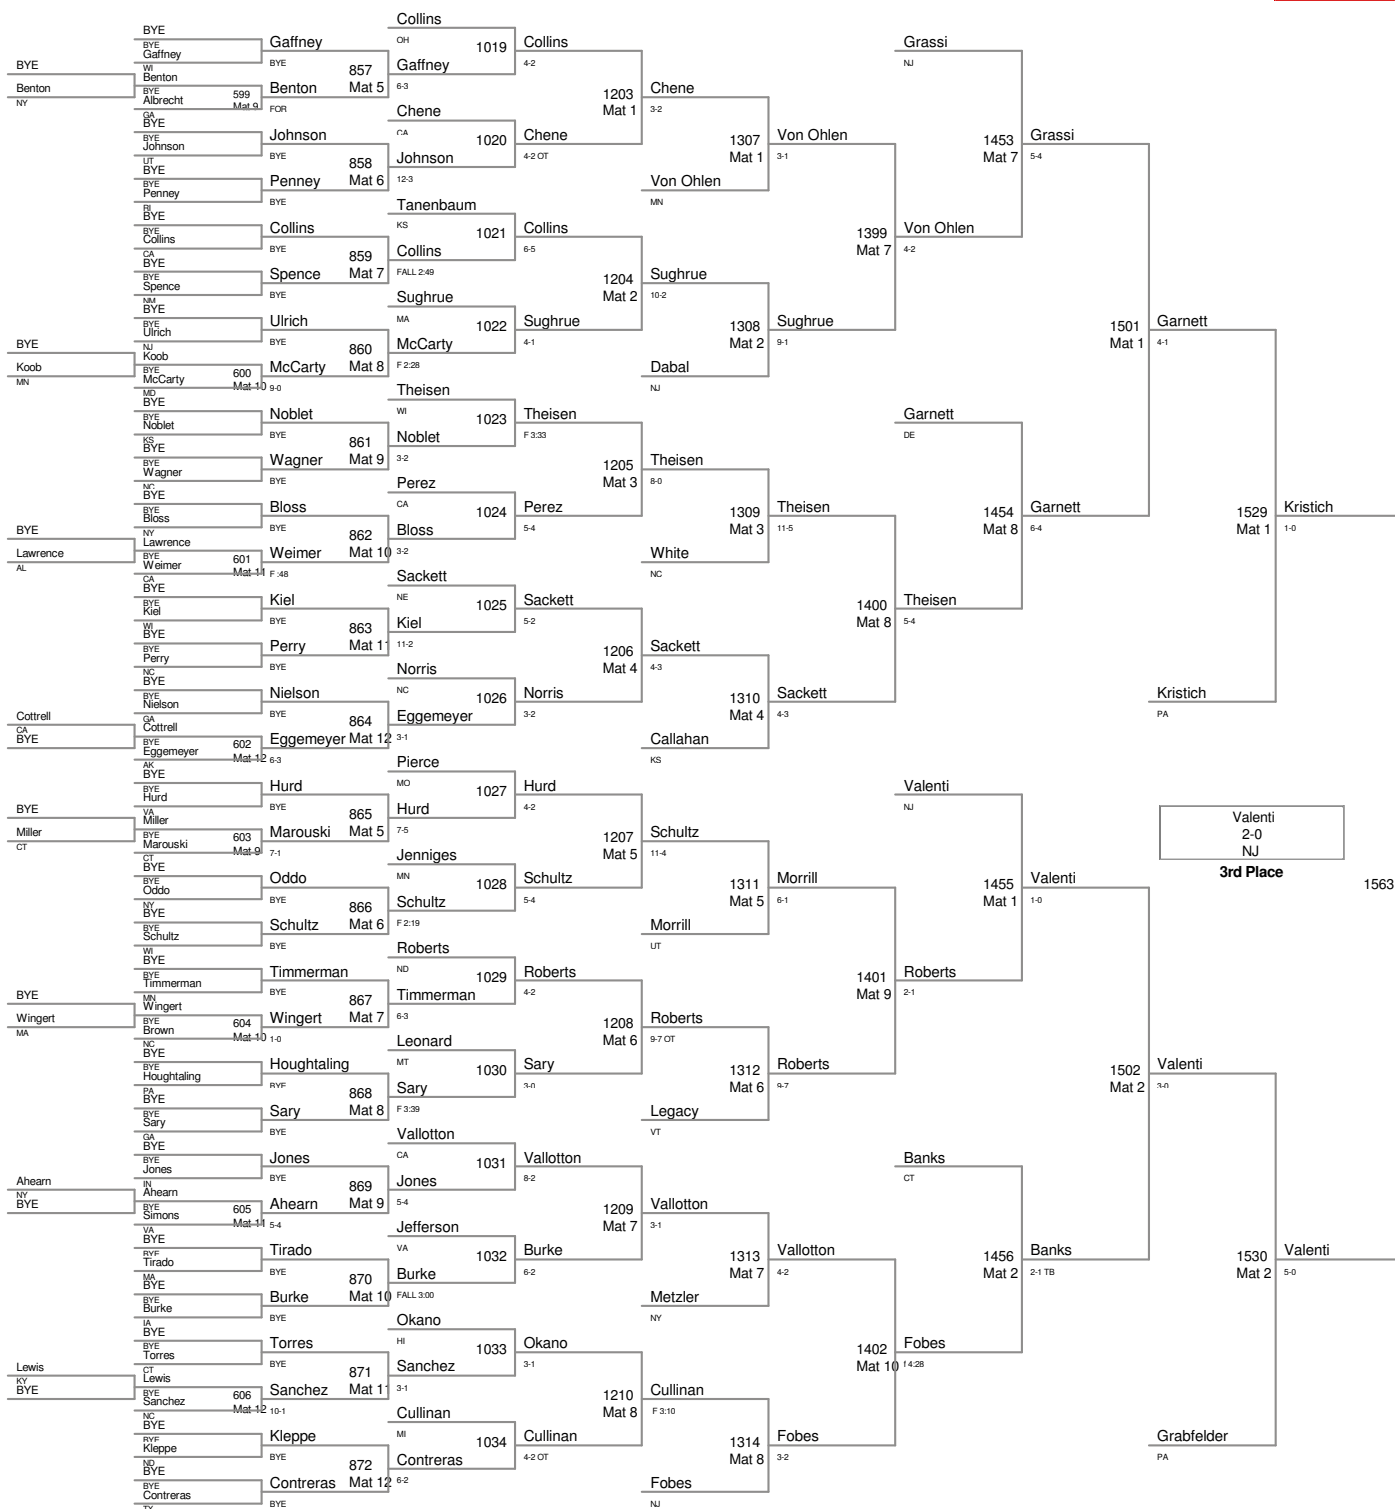 BYE
Benton
NY
BYE
Koob
MN
BYE
Lawrence
AL
Cottrell
CA
BYE
BYE
Miller
CT
BYE
Wingert
MA
Ahearn
NY
BYE
Lewis
KY
BYE
BYE
BYE
Gaffney
WI
Benton
BYE
Albrecht
599
Mat 9
GA
BYE
BYE
Johnson
UT
BYE
BYE
Penney
RI
BYE
BYE
Collins
CA
BYE
BYE
Spence
NM
BYE
BYE
Ulrich
NJ
Koob
BYE
McCarty
600
Mat 10
MD
BYE
BYE
Noblet
KS
BYE
BYE
Wagner
NC
BYE
BYE
Bloss
NY
Lawrence
BYE
Weimer
601
Mat 11
CA
BYE
BYE
Kiel
WI
BYE
BYE
Perry
NC
BYE
BYE
Nielson
GA
Cottrell
BYE
Eggemeyer
602
Mat 12
AK
BYE
BYE
Hurd
VA
Miller
BYE
Marouski
603
Mat 9
CT
BYE
BYE
Oddo
NY
BYE
BYE
Schultz
WI
BYE
BYE
Timmerman
MN
Wingert
BYE
Brown
604
Mat 10
NC
BYE
BYE
Houghtaling
PA
BYE
BYE
Sary
GA
BYE
BYE
Jones
IN
Ahearn
BYE
Simons
605
Mat 11
VA
BYE
BYE
Tirado
MA
BYE
BYE
Burke
IA
BYE
BYE
Torres
CT
Lewis
BYE
Sanchez
606
Mat 12
NC
BYE
BYE
Kleppe
ND
BYE
BYE
Contreras
TX
Gaffney
BYE
857
Mat 5
Benton
FOR
Johnson
BYE
858
Mat 6
Penney
BYE
Collins
BYE
859
Mat 7
Spence
BYE
Ulrich
BYE
860
Mat 8
McCarty
9-0
Noblet
BYE
861
Mat 9
Wagner
BYE
Bloss
BYE
862
Mat 10
Weimer
F :48
Kiel
BYE
863
Mat 11
Perry
BYE
Nielson
BYE
864
Mat 12
Eggemeyer
6-3
Hurd
BYE
865
Mat 5
Marouski
7-1
Oddo
BYE
866
Mat 6
Schultz
BYE
Timmerman
BYE
867
Mat 7
Wingert
1-0
Houghtaling
BYE
868
Mat 8
Sary
BYE
Jones
BYE
869
Mat 9
Ahearn
5-4
Tirado
BYE
870
Mat 10
Burke
BYE
Torres
BYE
871
Mat 11
Sanchez
10-1
Kleppe
BYE
872
Mat 12
Contreras
BYE
Collins
OH
1019
Gaffney
6-3
Chene
CA
1020
Johnson
12-3
Tanenbaum
KS
1021
Collins
FALL 2:49
Sughrue
MA
1022
McCarty
F 2:28
Theisen
WI
1023
Noblet
3-2
Perez
CA
1024
Bloss
3-2
Sackett
NE
1025
Kiel
11-2
Norris
NC
1026
Eggemeyer
3-1
Pierce
MO
1027
Hurd
7-5
Jenniges
MN
1028
Schultz
F 2:19
Roberts
ND
1029
Timmerman
6-3
Leonard
MT
1030
Sary
F 3:39
Vallotton
CA
1031
Jones
5-4
Jefferson
VA
1032
Burke
FALL 3:00
Okano
HI
1033
Sanchez
3-1
Cullinan
MI
1034
Contreras
6-2
Collins
4-2
1203
Mat 1
Chene
4-2 OT
Collins
6-5
1204
Mat 2
Sughrue
4-1
Theisen
F 3:33
1205
Mat 3
Perez
5-4
Sackett
5-2
1206
Mat 4
Norris
3-2
Hurd
4-2
1207
Mat 5
Schultz
5-4
Roberts
4-2
1208
Mat 6
Sary
3-0
Vallotton
8-2
1209
Mat 7
Burke
6-2
Okano
3-1
1210
Mat 8
Cullinan
4-2 OT
Chene
3-2
1307
Mat 1
Von Ohlen
MN
Sughrue
10-2
1308
Mat 2
Dabal
NJ
Theisen
8-0
1309
Mat 3
White
NC
Sackett
4-3
1310
Mat 4
Callahan
KS
Schultz
11-4
1311
Mat 5
Morrill
UT
Roberts
9-7 OT
1312
Mat 6
Legacy
VT
Vallotton
3-1
1313
Mat 7
Metzler
NY
Cullinan
F 3:10
1314
Mat 8
Fobes
NJ
Von Ohlen
3-1
1399
Mat 7
Sughrue
9-1
Theisen
11-5
1400
Mat 8
Sackett
4-3
Morrill
6-1
1401
Mat 9
Roberts
9-7
Vallotton
4-2
1402
Mat 10
Fobes
3-2
Grassi
NJ
1453
Mat 7
Von Ohlen
4-2
Garnett
DE
1454
Mat 8
Theisen
5-4
Valenti
NJ
1455
Mat 1
Roberts
2-1
Banks
CT
1456
Mat 2
Fobes
f 4:28
Grassi
5-4
1501
Mat 1
Garnett
6-4
Valenti
1-0
1502
Mat 2
Banks
2-1 TB
Garnett
4-1
1529
Mat 1
Kristich
PA
Valenti
3-0
1530
Mat 2
Grabfelder
PA
Kristich
1-0
Valenti
2-0
NJ
3rd Place
1563
Valenti
5-0